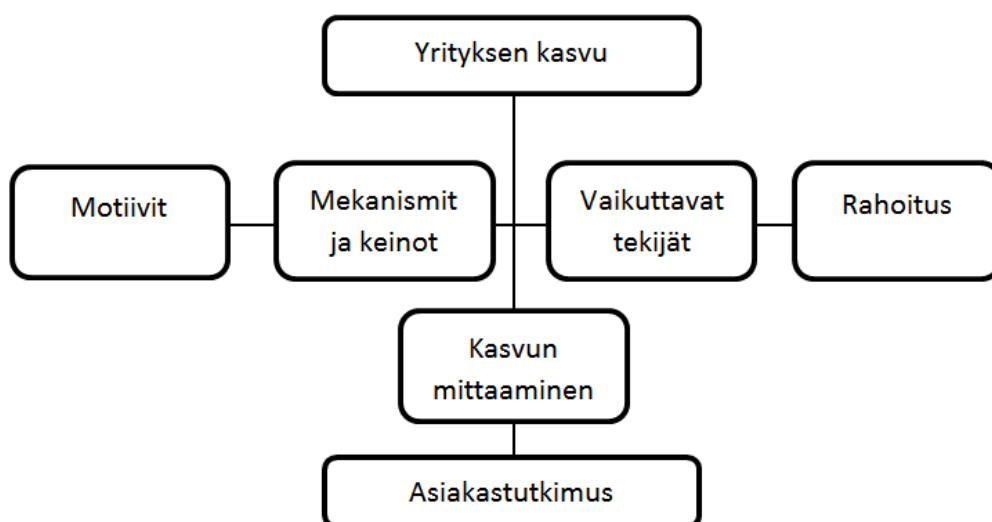 Yrityksen kasvu
Motiivit
Mekanismit
ja keinot
Vaikuttavat
tekijät
Rahoitus
Kasvun
mittaaminen
Asiakastutkimus